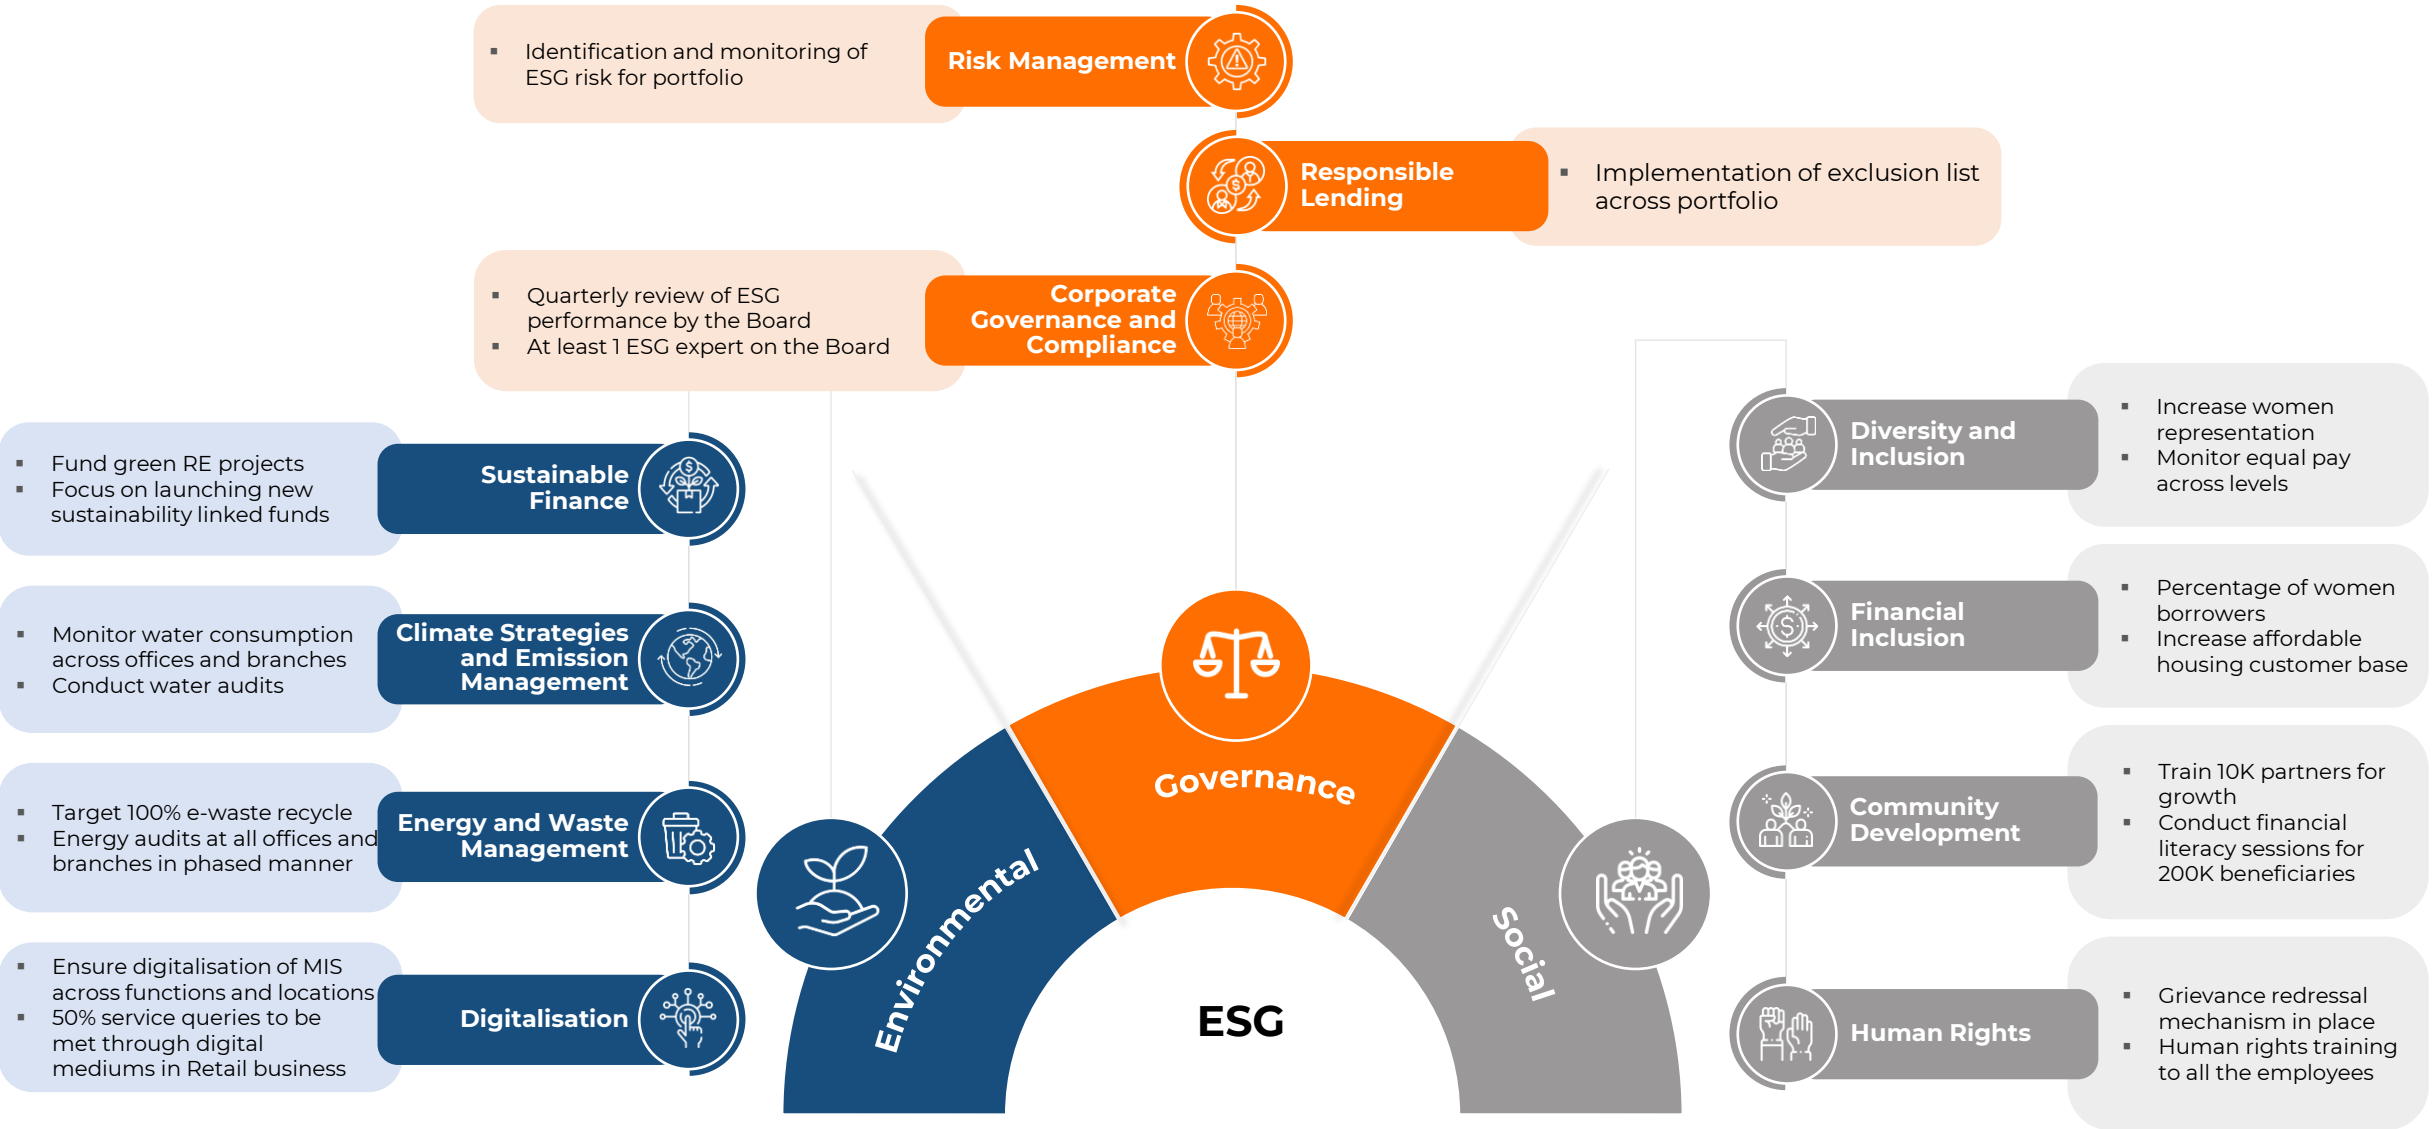 Identification and monitoring of
ESG risk for portfolio
Risk Management
Responsible
Lending
▪ Implementation of exclusion list
across portfolio
▪ Quarterly review of ESG
performance by the Board
▪ At least 1 ESG expert on the Board
Corporate
Governance and
Compliance
▪ Fund green RE projects
▪ Focus on launching new
sustainability linked funds
Sustainable
Finance
▪ Monitor water consumption
across offices and branches
▪ Conduct water audits
Climate Strategies
and Emission
Management
▪ Target 100% e-waste recycle
▪ Energy audits at all offices and
branches in phased manner
Energy and Waste
Management
▪ Ensure digitalisation of MIS
across functions and locations
▪ 50% service queries to be
met through digital
mediums in Retail business
Digitalisation
Environmental
Governance
Social
ESG
Diversity and
Inclusion
▪ Increase women
representation
▪ Monitor equal pay
across levels
Financial
Inclusion
▪ Percentage of women
borrowers
▪ Increase affordable
housing customer base
Community
Development
▪ Train 10K partners for
growth
▪ Conduct financial
literacy sessions for
200K beneficiaries
Human Rights
▪ Grievance redressal
mechanism in place
▪ Human rights training
to all the employees